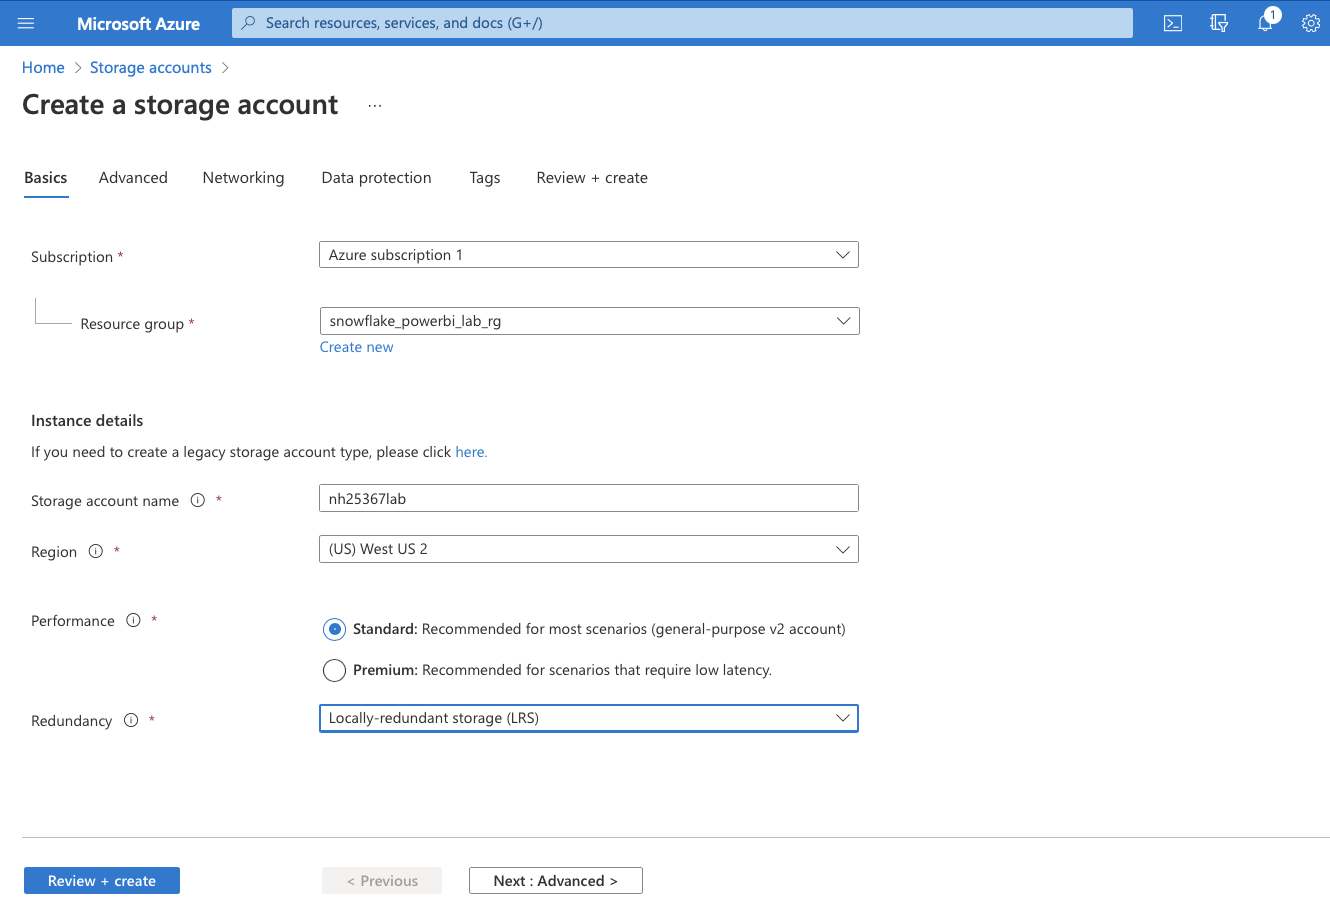 Microsoft Azure
Search resources, services, and docs (G+/)
1
Home > Storage accounts >
Create a storage account ...
Basics Advanced Networking Data protection Tags Review + create
Subscription *
Azure subscription 1
Resource group *
snowflake_powerbi_lab_rg
Create new
Instance details
If you need to create a legacy storage account type, please click here.
Storage account name *
nh25367lab
Region *
(US) West US 2
Performance *
Standard: Recommended for most scenarios (general-purpose v2 account)
Premium: Recommended for scenarios that require low latency.
Redundancy *
Locally-redundant storage (LRS)
Review + create < Previous Next : Advanced >